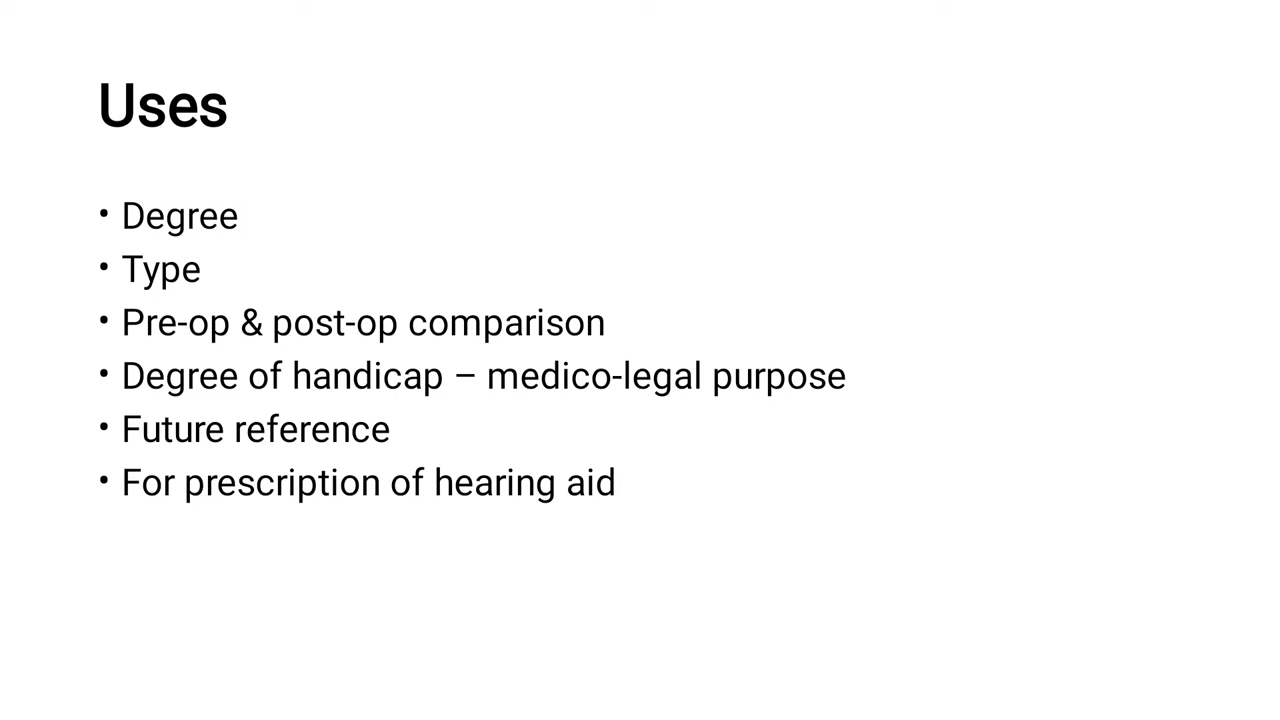 Uses
• Degree
• Type
• Pre-op & post-op comparison
• Degree of handicap – medico-legal purpose
• Future reference
• For prescription of hearing aid